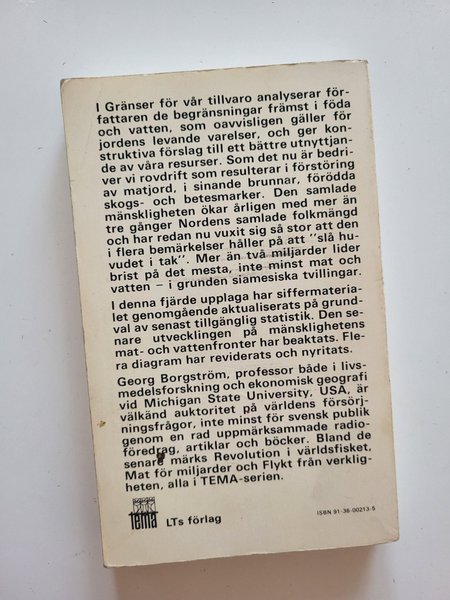 I Gränser för vår tillvaro analyserar för-
fattaren de begränsningar främst i föda
och vatten, som oavvisligen gäller för
jordens levande varelser, och ger kon-
struktiva förslag till ett bättre utnyttjan-
de av våra resurser. Som det nu är bedri-
ver vi rovdrift som resulterar i förstöring
av matjord, i sinande brunnar, förödda
skogs- och betesmarker. Den samlade
mänskligheten ökar årligen med mer än
tre gånger Nordens samlade folkmängd
och har redan nu vuxit sig så stor att den
i flera bemärkelser håller på att "slå hu-
vudet i tak". Mer än två miljarder lider
brist på det mesta, inte minst mat och
vatten – i grunden siamesiska tvillingar.
I denna fjärde upplaga har siffermateria-
let genomgående aktualiserats på grund-
val av senast tillgänglig statistik. Den se-
nare utvecklingen på mänsklighetens
mat- och vattenfronter har beaktats. Fle-
ra diagram har reviderats och nyritats.
Georg Borgström, professor både i livs-
medelsforskning och ekonomisk geografi
vid Michigan State University, USA, är
välkänd auktoritet på världens försörj-
ningsfrågor, inte minst för svensk publik
genom en rad uppmärksammade radio-
föredrag, artiklar och böcker. Bland de
senare märks Revolution i världsfisket,
Mat för miljarder och Flykt från verklig-
heten, alla i TEMA-serien.
tema LTs förlag
ISBN 91-36-00213-5